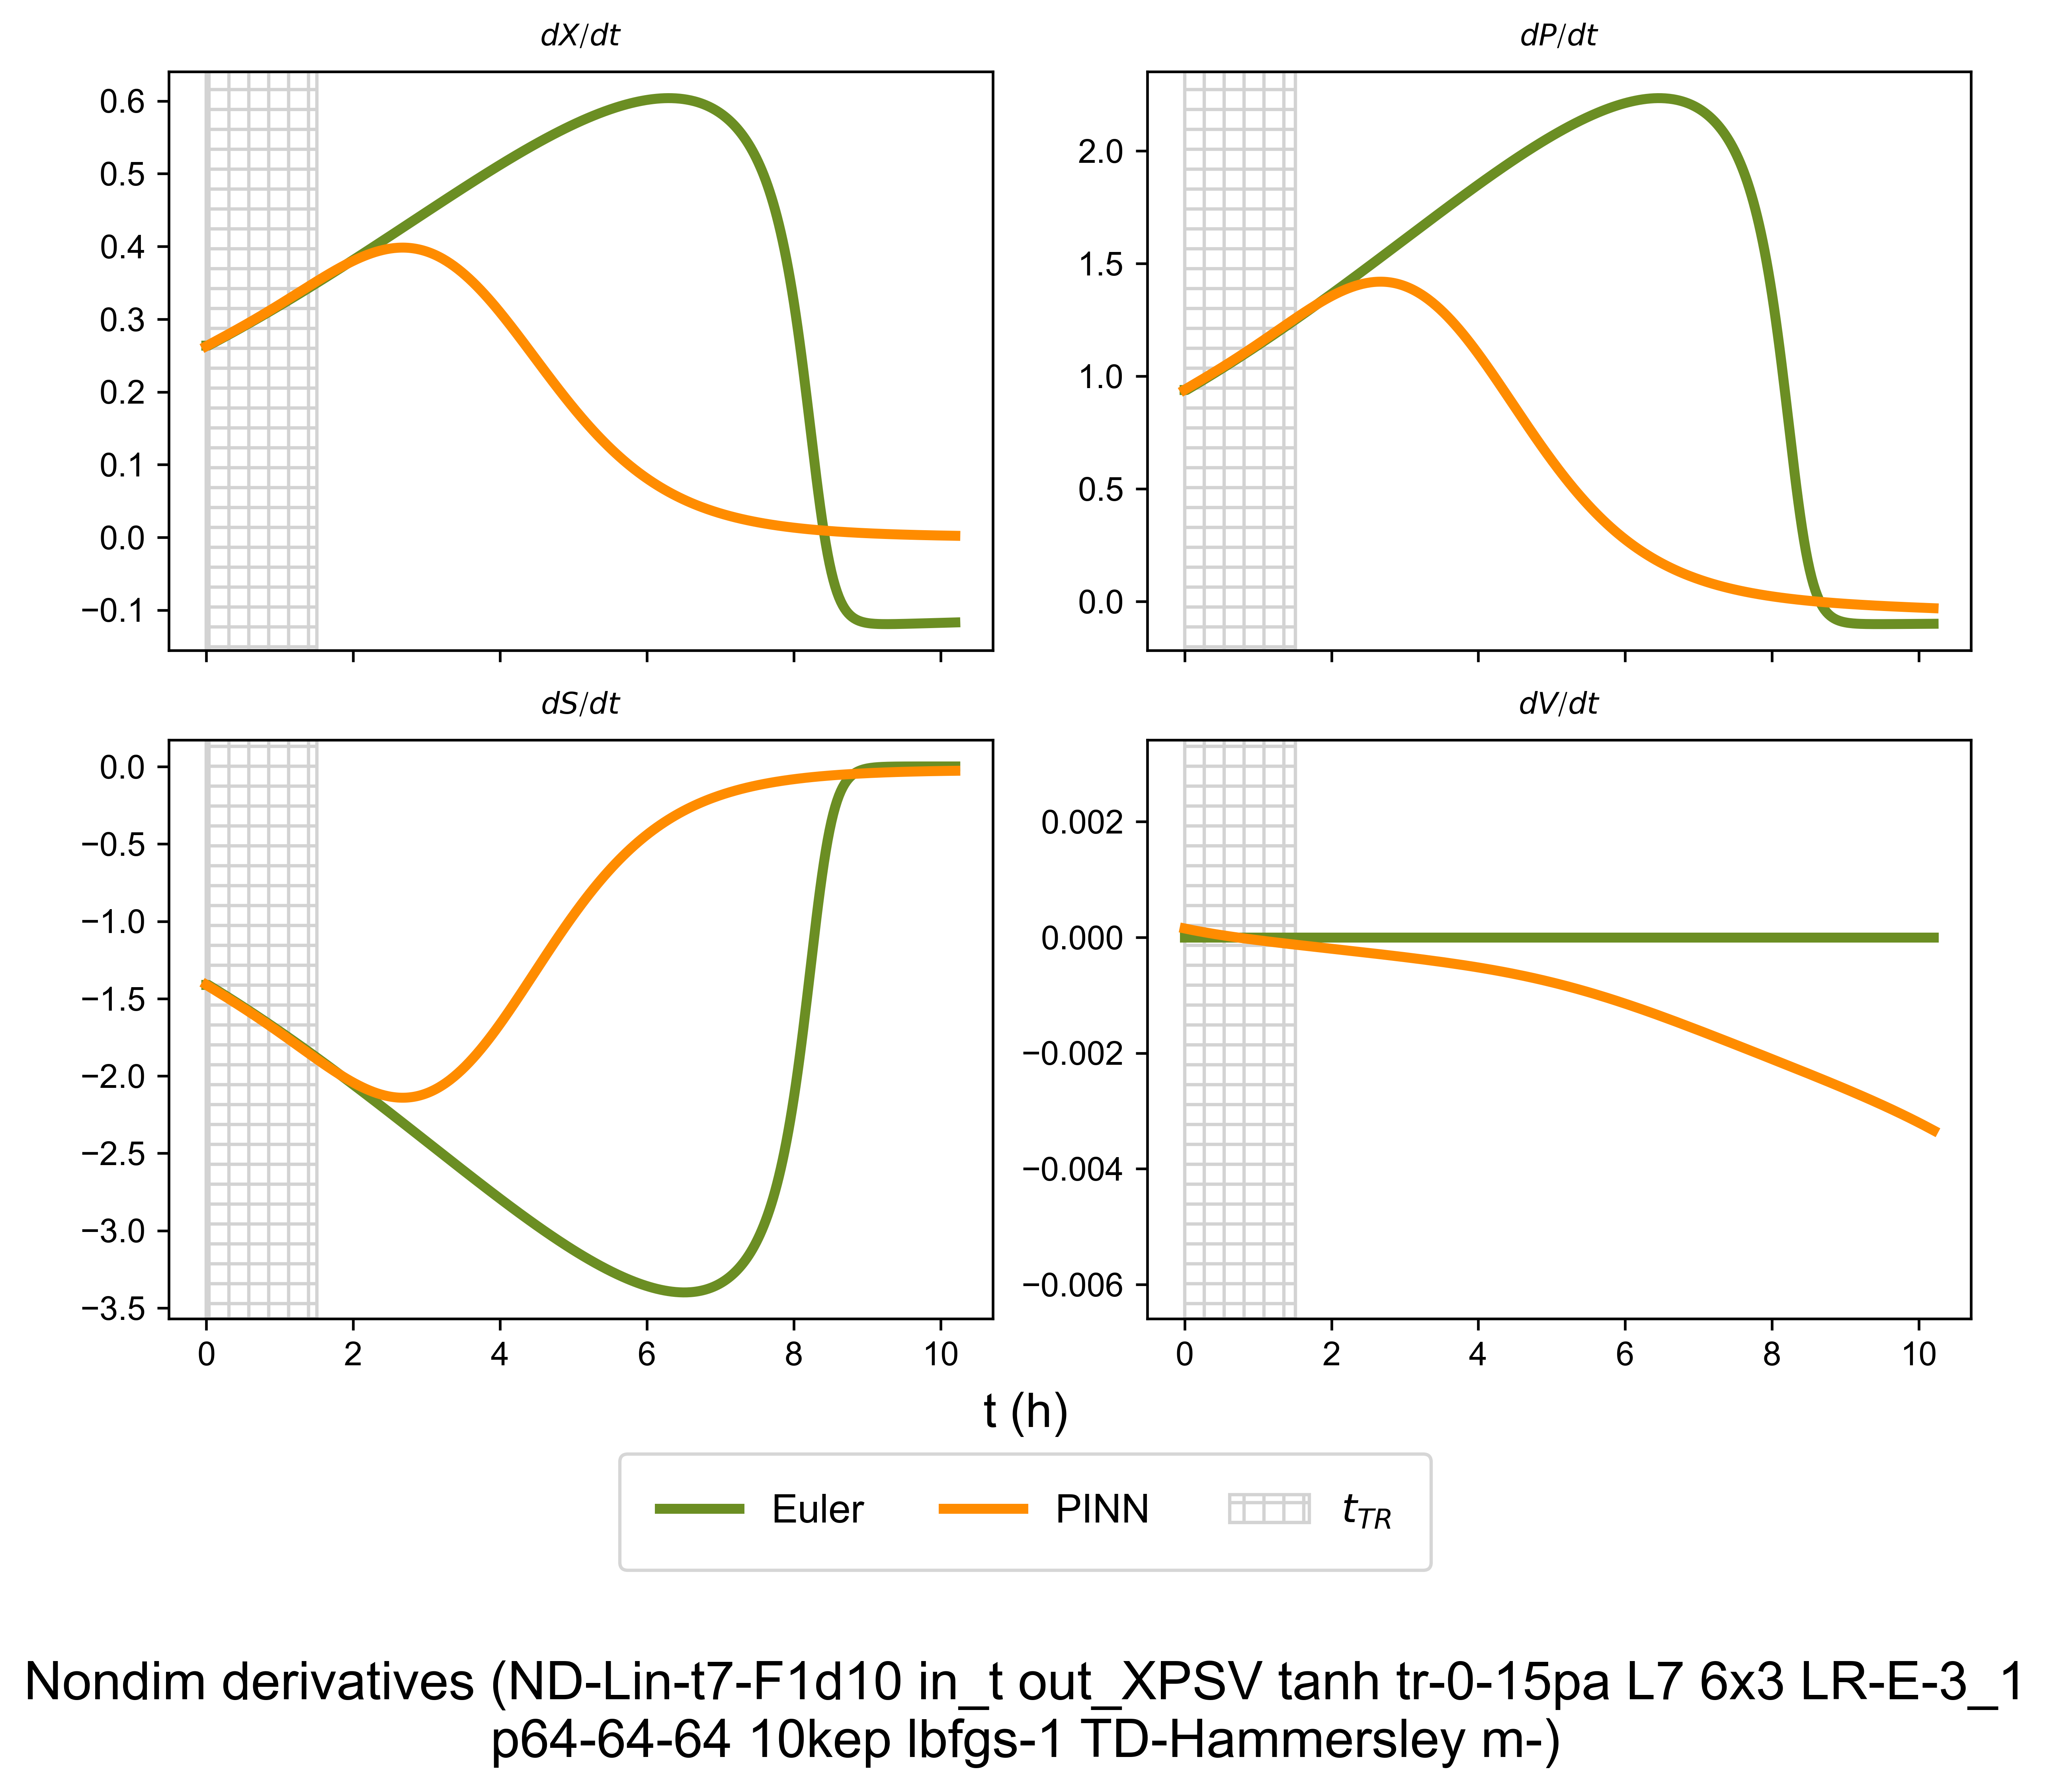 dX/dt
dP/dt
0.6
0.5
0.4
0.3
0.2
0.1
0.0
−0.1
2.0
1.5
1.0
0.5
0.0
dS/dt
dV/dt
0.0
−0.5
−1.0
−1.5
−2.0
−2.5
−3.0
−3.5
0 2 4 6 8 10
0.002
0.000
−0.002
−0.004
−0.006
0 2 4 6 8 10
t (h)
Euler PINN t_TR
Nondim derivatives (ND-Lin-t7-F1d10 in_t out_XPSV tanh tr-0-15pa L7 6x3 LR-E-3_1
p64-64-64 10kep lbfgs-1 TD-Hammersley m-)